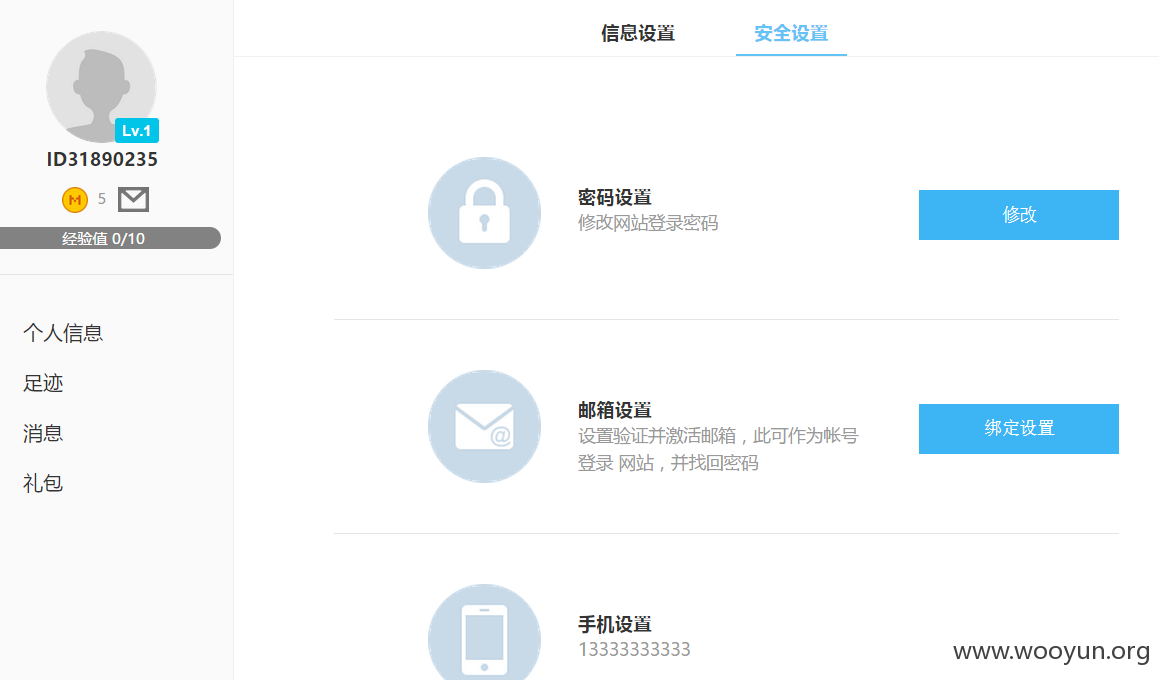 信息设置
安全设置
Lv.1
ID31890235
M 5
经验值 0/10
个人信息
足迹
消息
礼包
密码设置
修改网站登录密码
修改
邮箱设置
设置验证并激活邮箱，此可作为帐号
登录 网站，并找回密码
@
绑定设置
手机设置
13333333333
www.wooyun.org